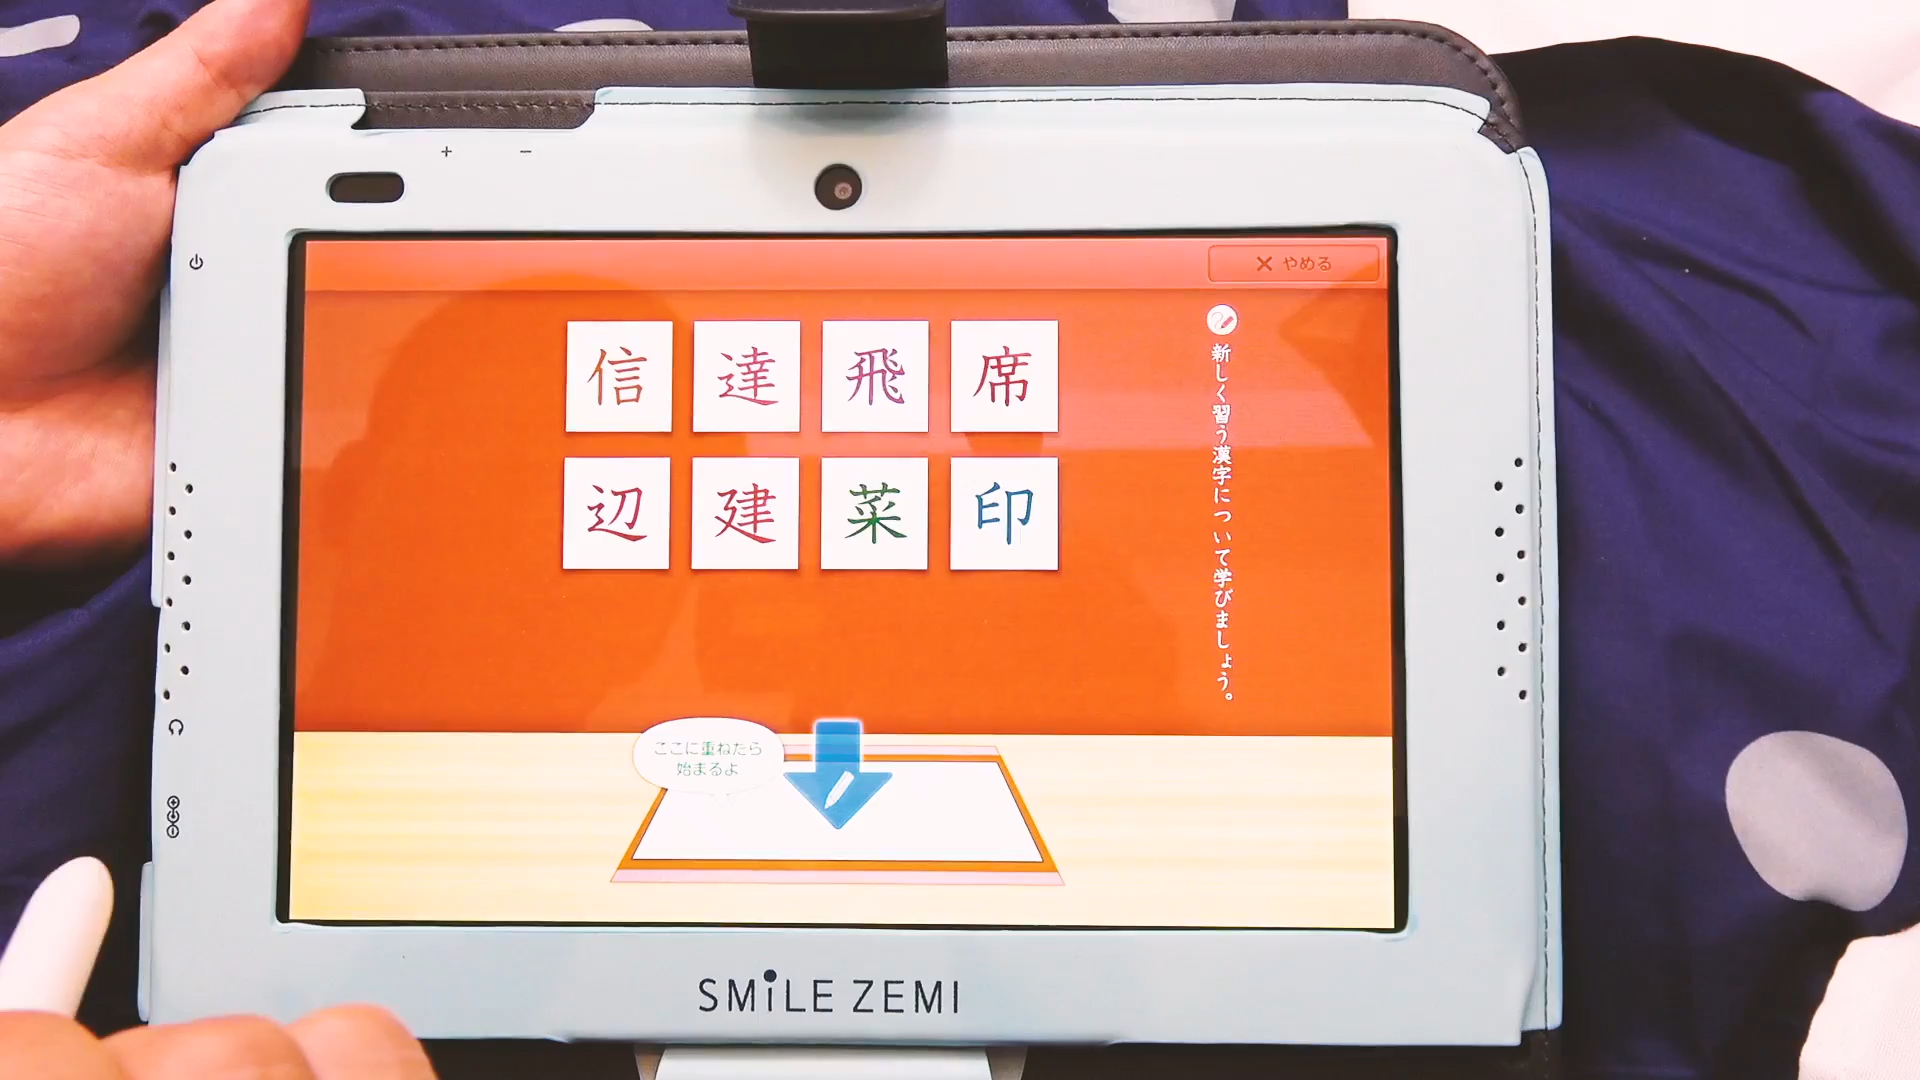 + −
× やめる
新しく習う漢字について学びましょう。
信 達 飛 席
辺 建 菜 印
ここに重ねたら
始まるよ
SMiLE ZEMI